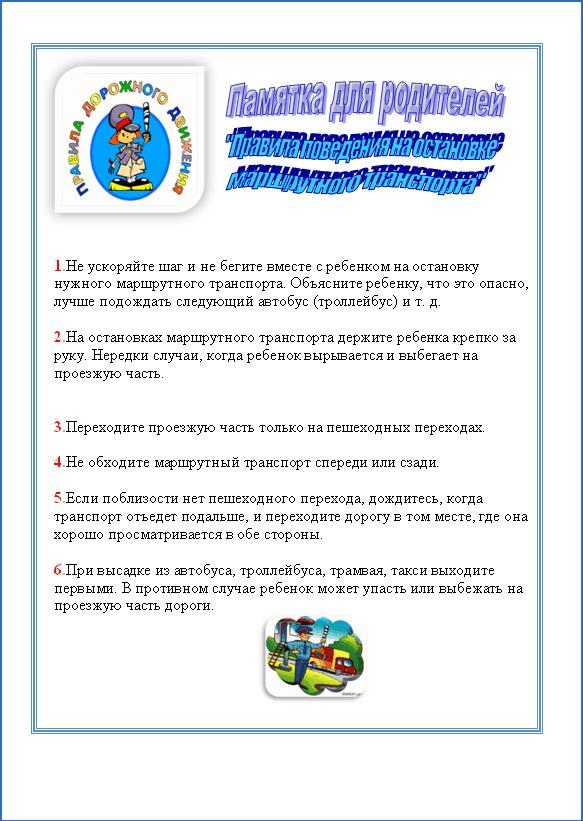 ПРАВИЛА ДОРОЖНОГО ДВИЖЕНИЯ
Памятка для родителей
"Правила поведения на остановке
маршрутного транспорта"
1.Не ускоряйте шаг и не бегите вместе с ребенком на остановку
нужного маршрутного транспорта. Объясните ребенку, что это опасно,
лучше подождать следующий автобус (троллейбус) и т. д.
2.На остановках маршрутного транспорта держите ребенка крепко за
руку. Нередки случаи, когда ребенок вырывается и выбегает на
проезжую часть.
3.Переходите проезжую часть только на пешеходных переходах.
4.Не обходите маршрутный транспорт спереди или сзади.
5.Если поблизости нет пешеходного перехода, дождитесь, когда
транспорт отъедет подальше, и переходите дорогу в том месте, где она
хорошо просматривается в обе стороны.
6.При высадке из автобуса, троллейбуса, трамвая, такси выходите
первыми. В противном случае ребенок может упасть или выбежать на
проезжую часть дороги.